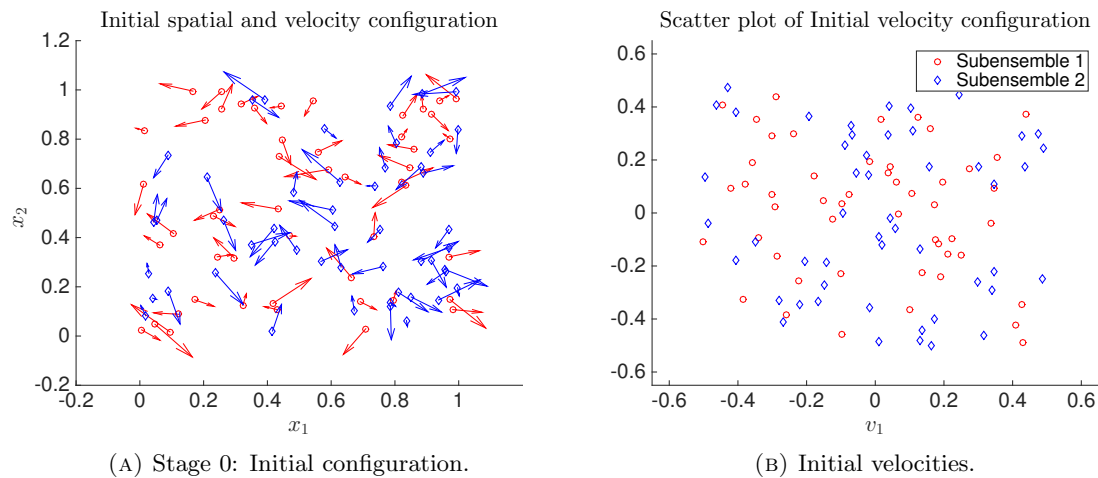 Initial spatial and velocity configuration
1.2
1
0.8
0.6
0.4
0.2
0
-0.2
x2
-0.2 0 0.2 0.4 0.6 0.8 1
x1
(A) Stage 0: Initial configuration.
Scatter plot of Initial velocity configuration
0.6
0.4
0.2
0
-0.2
-0.4
-0.6
Subensemble 1
Subensemble 2
-0.6 -0.4 -0.2 0 0.2 0.4 0.6
v1
(B) Initial velocities.